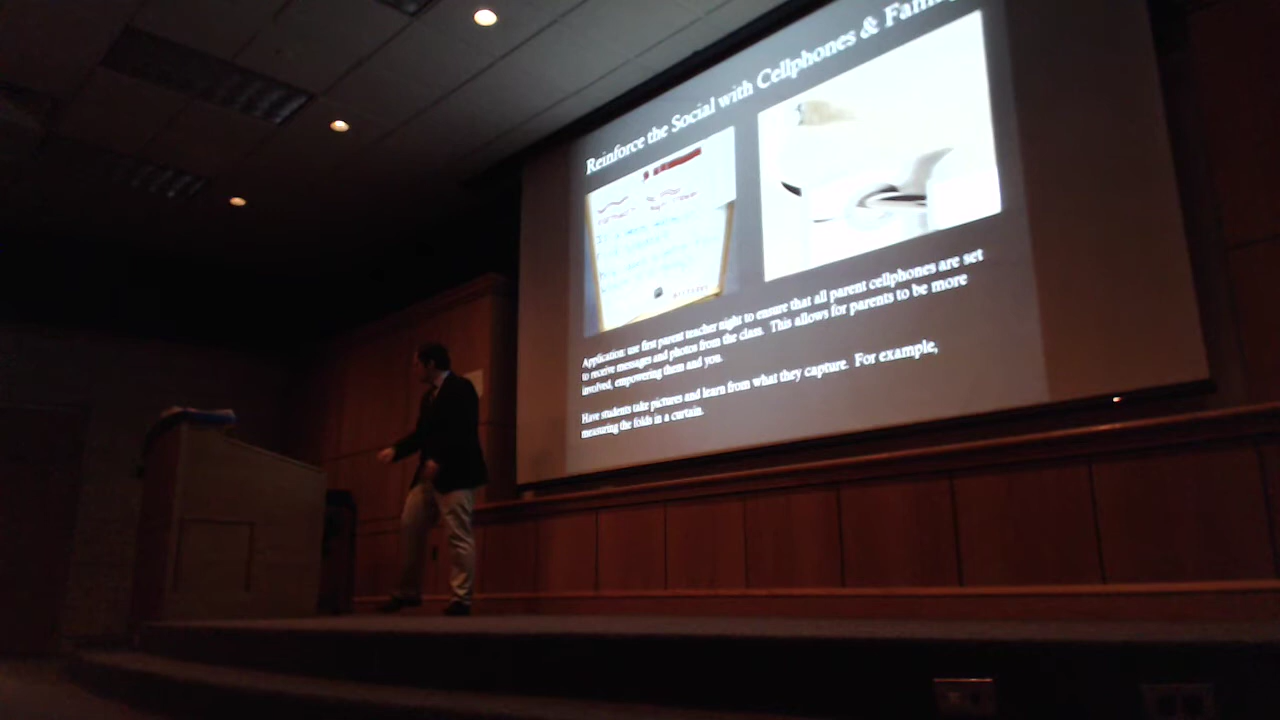 Reinforce the Social with Cellphones &
Application: use first parent teacher night to ensure that all parent cellphones are set
to receive messages and photos from the class. This allows for parents to be more
involved, empowering them and you.
Have students take pictures and learn from what they capture. For example,
measuring the folds in a curtain.